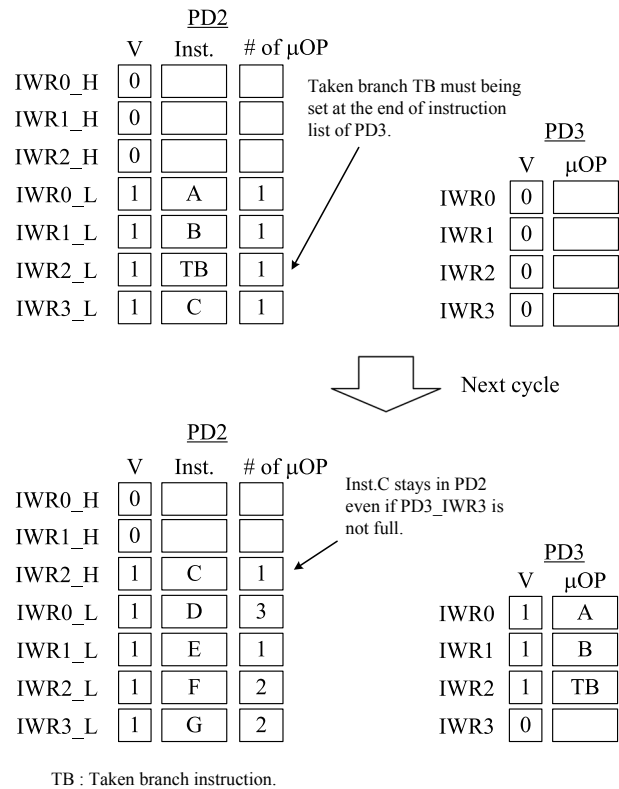 PD2
V Inst. # of μOP
IWR0_H 0
IWR1_H 0
IWR2_H 0
IWR0_L 1 A 1
IWR1_L 1 B 1
IWR2_L 1 TB 1
IWR3_L 1 C 1
Taken branch TB must being
set at the end of instruction
list of PD3.
PD3
V μOP
IWR0 0
IWR1 0
IWR2 0
IWR3 0
Next cycle
PD2
V Inst. # of μOP
IWR0_H 0
IWR1_H 0
IWR2_H 1 C 1
IWR0_L 1 D 3
IWR1_L 1 E 1
IWR2_L 1 F 2
IWR3_L 1 G 2
Inst.C stays in PD2
even if PD3_IWR3 is
not full.
PD3
V μOP
IWR0 1 A
IWR1 1 B
IWR2 1 TB
IWR3 0
TB : Taken branch instruction.